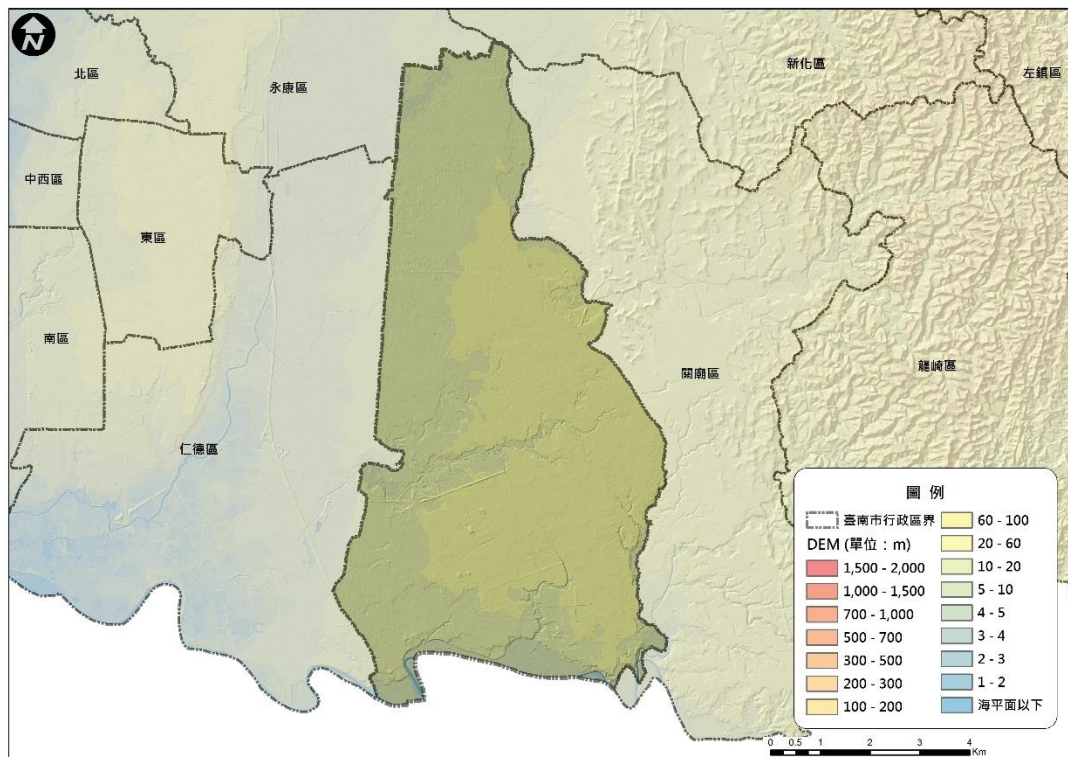 N
北區
永康區
新化區
左鎮區
中西區
東區
南區
關廟區
龍崎區
仁德區
圖 例
臺南市行政區界
DEM (單位：m)
1,500 - 2,000
1,000 - 1,500
700 - 1,000
500 - 700
300 - 500
200 - 300
100 - 200
60 - 100
20 - 60
10 - 20
5 - 10
4 - 5
3 - 4
2 - 3
1 - 2
海平面以下
0 0.5 1 2 3 4
Km